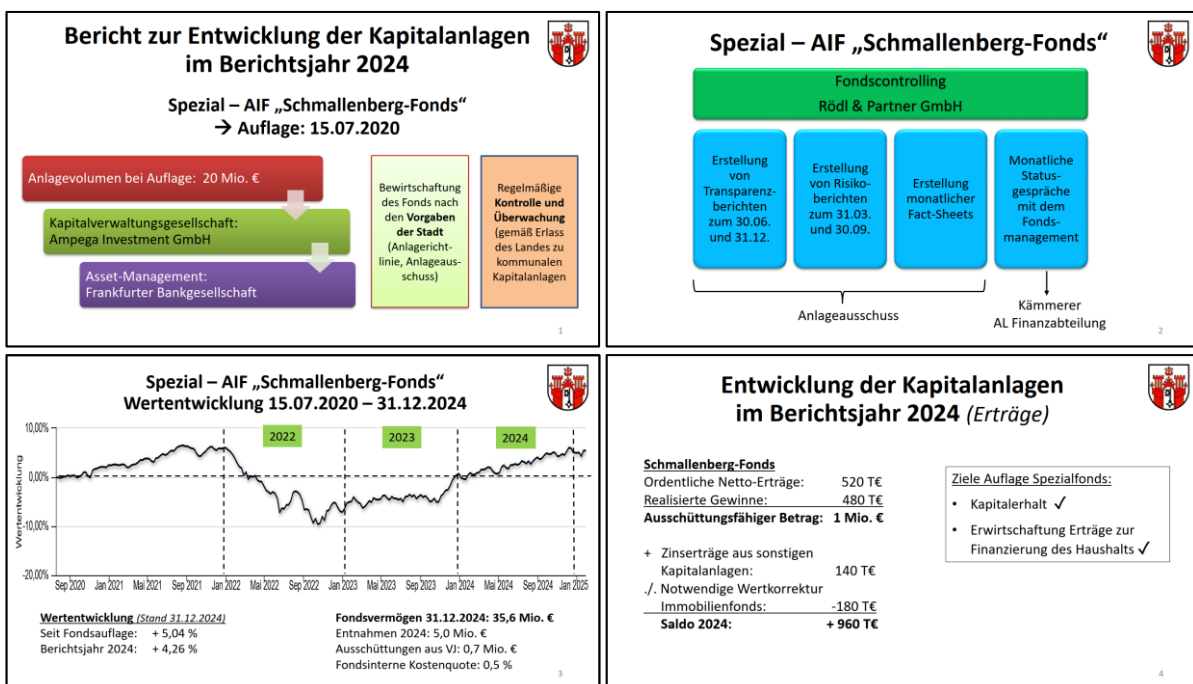 Bericht zur Entwicklung der Kapitalanlagen
im Berichtsjahr 2024
Spezial – AIF „Schmallenberg-Fonds“
→ Auflage: 15.07.2020
Anlagevolumen bei Auflage: 20 Mio. €
Kapitalverwaltungsgesellschaft:
Ampega Investment GmbH
Asset-Management:
Frankfurter Bankgesellschaft
Bewirtschaftung
des Fonds nach
den Vorgaben
der Stadt
(Anlagericht-
linie, Anlageaus-
schuss)
Regelmäßige
Kontrolle und
Überwachung
(gemäß Erlass
des Landes zu
kommunalen
Kapitalanlagen
1
Spezial – AIF „Schmallenberg-Fonds“
Fondscontrolling
Rödl & Partner GmbH
Erstellung
von
Transparenz-
berichten
zum 30.06.
und 31.12.
Erstellung
von Risiko-
berichten
zum 31.03.
und 30.09.
Erstellung
monatlicher
Fact-Sheets
Monatliche
Status-
gespräche
mit dem
Fonds-
management
Anlageausschuss
Kämmerer
AL Finanzabteilung
2
Spezial – AIF „Schmallenberg-Fonds“
Wertentwicklung 15.07.2020 – 31.12.2024
10,00%
0,00%
-10,00%
-20,00%
Wertentwicklung
2022
2023
2024
Sep 2020 Jan 2021 Mai 2021 Sep 2021 Jan 2022 Mai 2022 Sep 2022 Jan 2023 Mai 2023 Sep 2023 Jan 2024 Mai 2024 Sep 2024 Jan 2025
Wertentwicklung (Stand 31.12.2024)
Seit Fondsauflage: + 5,04 %
Berichtsjahr 2024: + 4,26 %
Fondsvermögen 31.12.2024: 35,6 Mio. €
Entnahmen 2024: 5,0 Mio. €
Ausschüttungen aus VJ: 0,7 Mio. €
Fondsinterne Kostenquote: 0,5 %
3
Entwicklung der Kapitalanlagen
im Berichtsjahr 2024 (Erträge)
Schmallenberg-Fonds
Ordentliche Netto-Erträge: 520 T€
Realisierte Gewinne: 480 T€
Ausschüttungsfähiger Betrag: 1 Mio. €
+ Zinserträge aus sonstigen
Kapitalanlagen: 140 T€
./. Notwendige Wertkorrektur
Immobilienfonds: -180 T€
Saldo 2024: + 960 T€
Ziele Auflage Spezialfonds:
• Kapitalerhalt ✓
• Erwirtschaftung Erträge zur
Finanzierung des Haushalts ✓
4